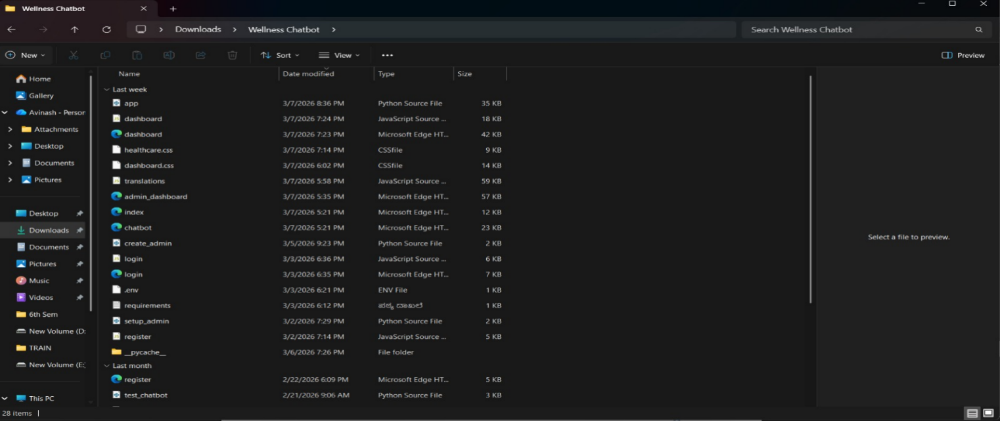 Wellness Chatbot
Downloads > Wellness Chatbot >
Search Wellness Chatbot
New
Sort
View
Preview
Home
Gallery
Avinash - Person
Attachments
Desktop
Documents
Pictures
Desktop
Downloads
Documents
Pictures
Music
Videos
6th Sem
New Volume (D:
TRAIN
New Volume (E:
This PC
Name Date modified Type Size
Last week
app 3/7/2026 8:36 PM Python Source File 35 KB
dashboard 3/7/2026 7:24 PM JavaScript Source ... 18 KB
dashboard 3/7/2026 7:23 PM Microsoft Edge HT... 42 KB
healthcare.css 3/7/2026 7:14 PM CSSfile 9 KB
dashboard.css 3/7/2026 6:02 PM CSSfile 14 KB
translations 3/7/2026 5:58 PM JavaScript Source ... 59 KB
admin_dashboard 3/7/2026 5:35 PM Microsoft Edge HT... 57 KB
index 3/7/2026 5:21 PM Microsoft Edge HT... 12 KB
chatbot 3/7/2026 5:21 PM Microsoft Edge HT... 23 KB
create_admin 3/5/2026 9:23 PM Python Source File 2 KB
login 3/3/2026 6:36 PM JavaScript Source ... 6 KB
login 3/3/2026 6:35 PM Microsoft Edge HT... 7 KB
.env 3/3/2026 6:21 PM ENV File 1 KB
requirements 3/3/2026 6:12 PM ಪಠ್ಯ ದಾಖಲೆ 1 KB
setup_admin 3/2/2026 7:29 PM Python Source File 2 KB
register 3/2/2026 7:14 PM JavaScript Source ... 5 KB
__pycache__ 3/6/2026 7:26 PM File folder
Last month
register 2/22/2026 6:09 PM Microsoft Edge HT... 5 KB
test_chatbot 2/21/2026 9:06 AM Python Source File 3 KB
Select a file to preview.
28 items